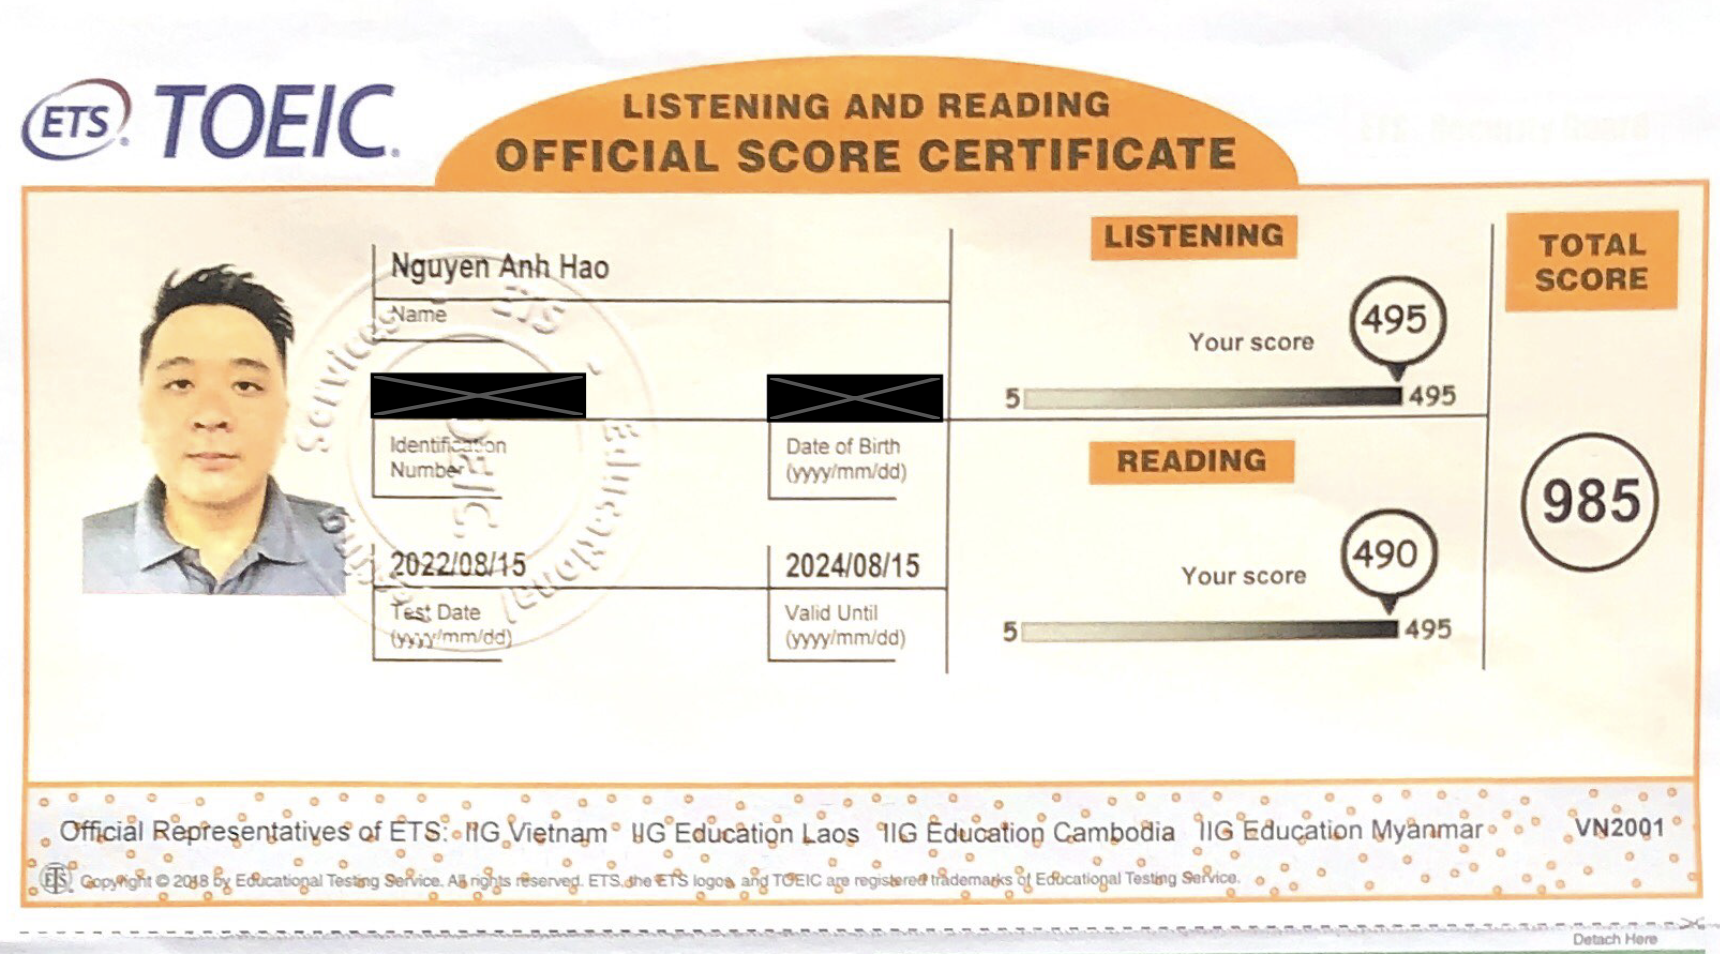 ETS TOEIC
LISTENING AND READING
OFFICIAL SCORE CERTIFICATE
Nguyen Anh Hao
Name
Identification
Number
Date of Birth
(yyyy/mm/dd)
2022/08/15
Test Date
(yyyy/mm/dd)
2024/08/15
Valid Until
(yyyy/mm/dd)
LISTENING
Your score
495
5
495
READING
Your score
490
5
495
TOTAL
SCORE
985
Official Representatives of ETS: IIG Vietnam IIG Education Laos IIG Education Cambodia IIG Education Myanmar
VN2001
ETS Copyright © 2018 by Educational Testing Service. All rights reserved. ETS, the ETS logos, and TOEIC are registered trademarks of Educational Testing Service.
Detach Here